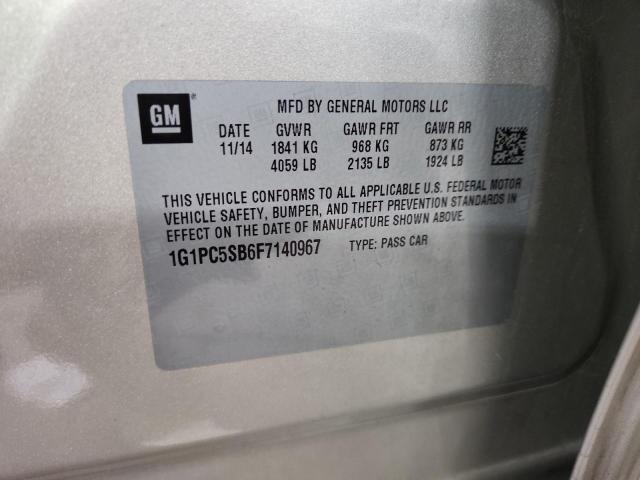 GM
MFD BY GENERAL MOTORS LLC
DATE GVWR GAWR FRT GAWR RR
11/14 1841 KG 968 KG 873 KG
4059 LB 2135 LB 1924 LB
THIS VEHICLE CONFORMS TO ALL APPLICABLE U.S. FEDERAL MOTOR
VEHICLE SAFETY, BUMPER, AND THEFT PREVENTION STANDARDS IN
EFFECT ON THE DATE OF MANUFACTURE SHOWN ABOVE.
1G1PC5SB6F7140967 TYPE: PASS CAR